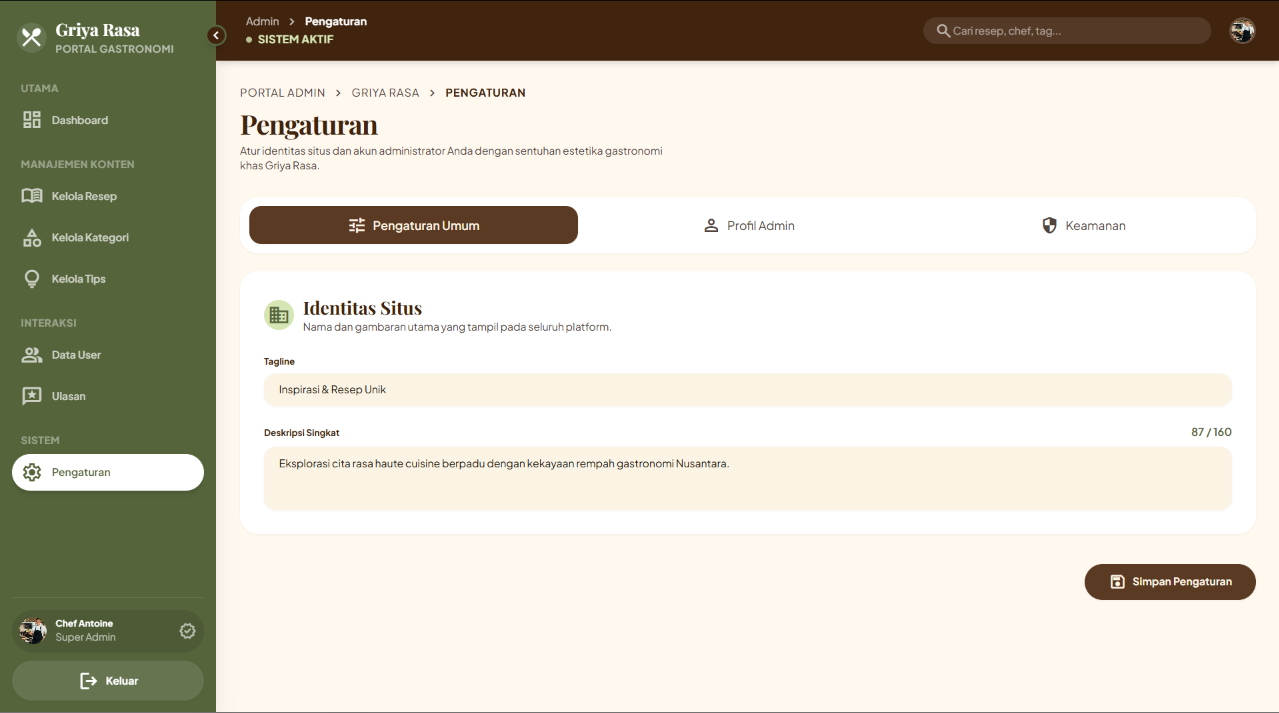 Griya Rasa
PORTAL GASTRONOMI
UTAMA
Dashboard
MANAJEMEN KONTEN
Kelola Resep
Kelola Kategori
Kelola Tips
INTERAKSI
Data User
Ulasan
SISTEM
Pengaturan
Chef Antoine
Super Admin
Keluar
Admin > Pengaturan
SISTEM AKTIF
Cari resep, chef, tag...
PORTAL ADMIN > GRIYA RASA > PENGATURAN
Pengaturan
Atur identitas situs dan akun administrator Anda dengan sentuhan estetika gastronomi
khas Griya Rasa.
Pengaturan Umum
Profil Admin
Keamanan
Identitas Situs
Nama dan gambaran utama yang tampil pada seluruh platform.
Tagline
Inspirasi & Resep Unik
Deskripsi Singkat
87 / 160
Eksplorasi cita rasa haute cuisine berpadu dengan kekayaan rempah gastronomi Nusantara.
Simpan Pengaturan